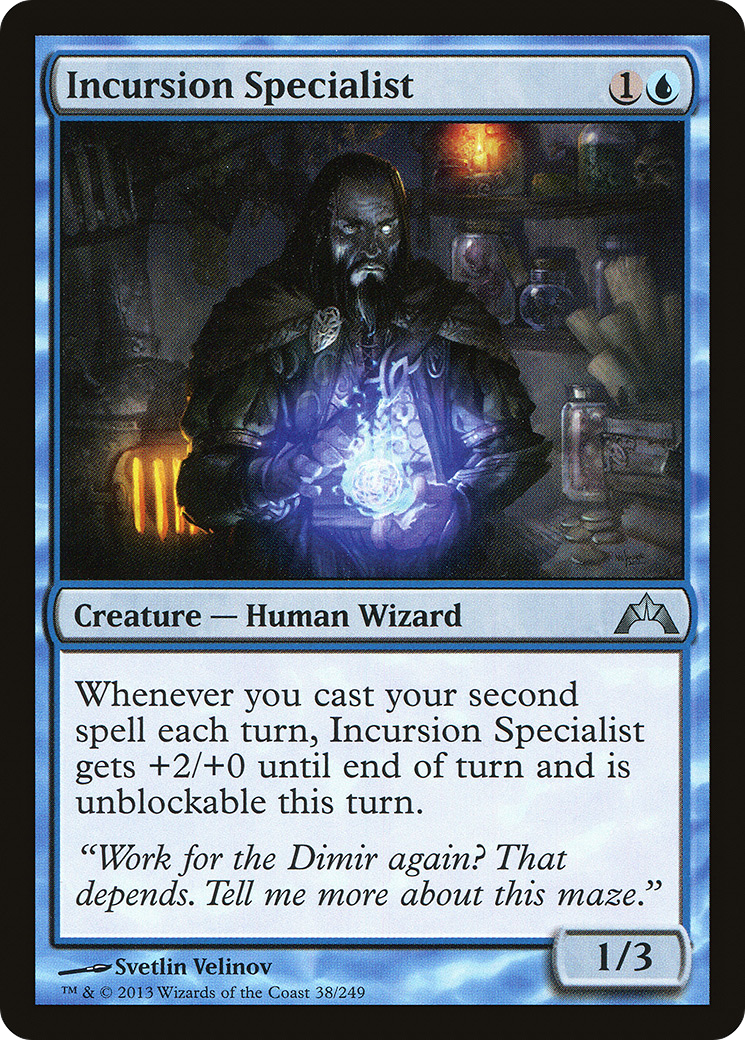 Incursion Specialist 1
Creature — Human Wizard
Whenever you cast your second
spell each turn, Incursion Specialist
gets +2/+0 until end of turn and is
unblockable this turn.
“Work for the Dimir again? That
depends. Tell me more about this maze.”
1/3
Svetlin Velinov
™ & © 2013 Wizards of the Coast 38/249